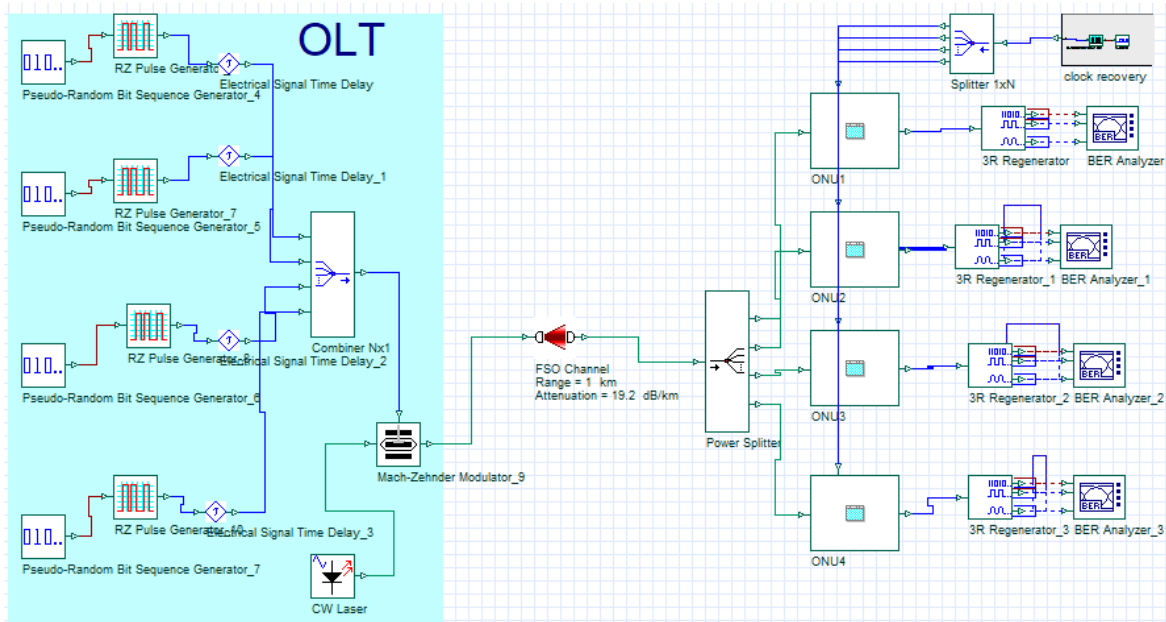 OLT
010..
RZ Pulse Generato
Electrical Signal Time Delay
Pseudo-Random Bit Sequence Generator_4
Splitter 1xN
clock recovery
τ
Electrical Signal Time Delay_1
010..
RZ Pulse Generator_7
Pseudo-Random Bit Sequence Generator_5
ONU1
3R Regenerator
BER Analyzer
BER
ONU2
3R Regenerator_1
BER Analyzer_1
BER
Combiner Nx1
τ
RZ Pulse Generator_8
Electrical Signal Time Delay_2
010..
Pseudo-Random Bit Sequence Generator_6
FSO Channel
Range = 1 km
Attenuation = 19.2 dB/km
ONU3
3R Regenerator_2
BER Analyzer_2
BER
Power Splitter
Mach-Zehnder Modulator_9
τ
RZ Pulse Generator_10
Electrical Signal Time Delay_3
010..
Pseudo-Random Bit Sequence Generator_7
CW Laser
ONU4
3R Regenerator_3
BER Analyzer_3
BER